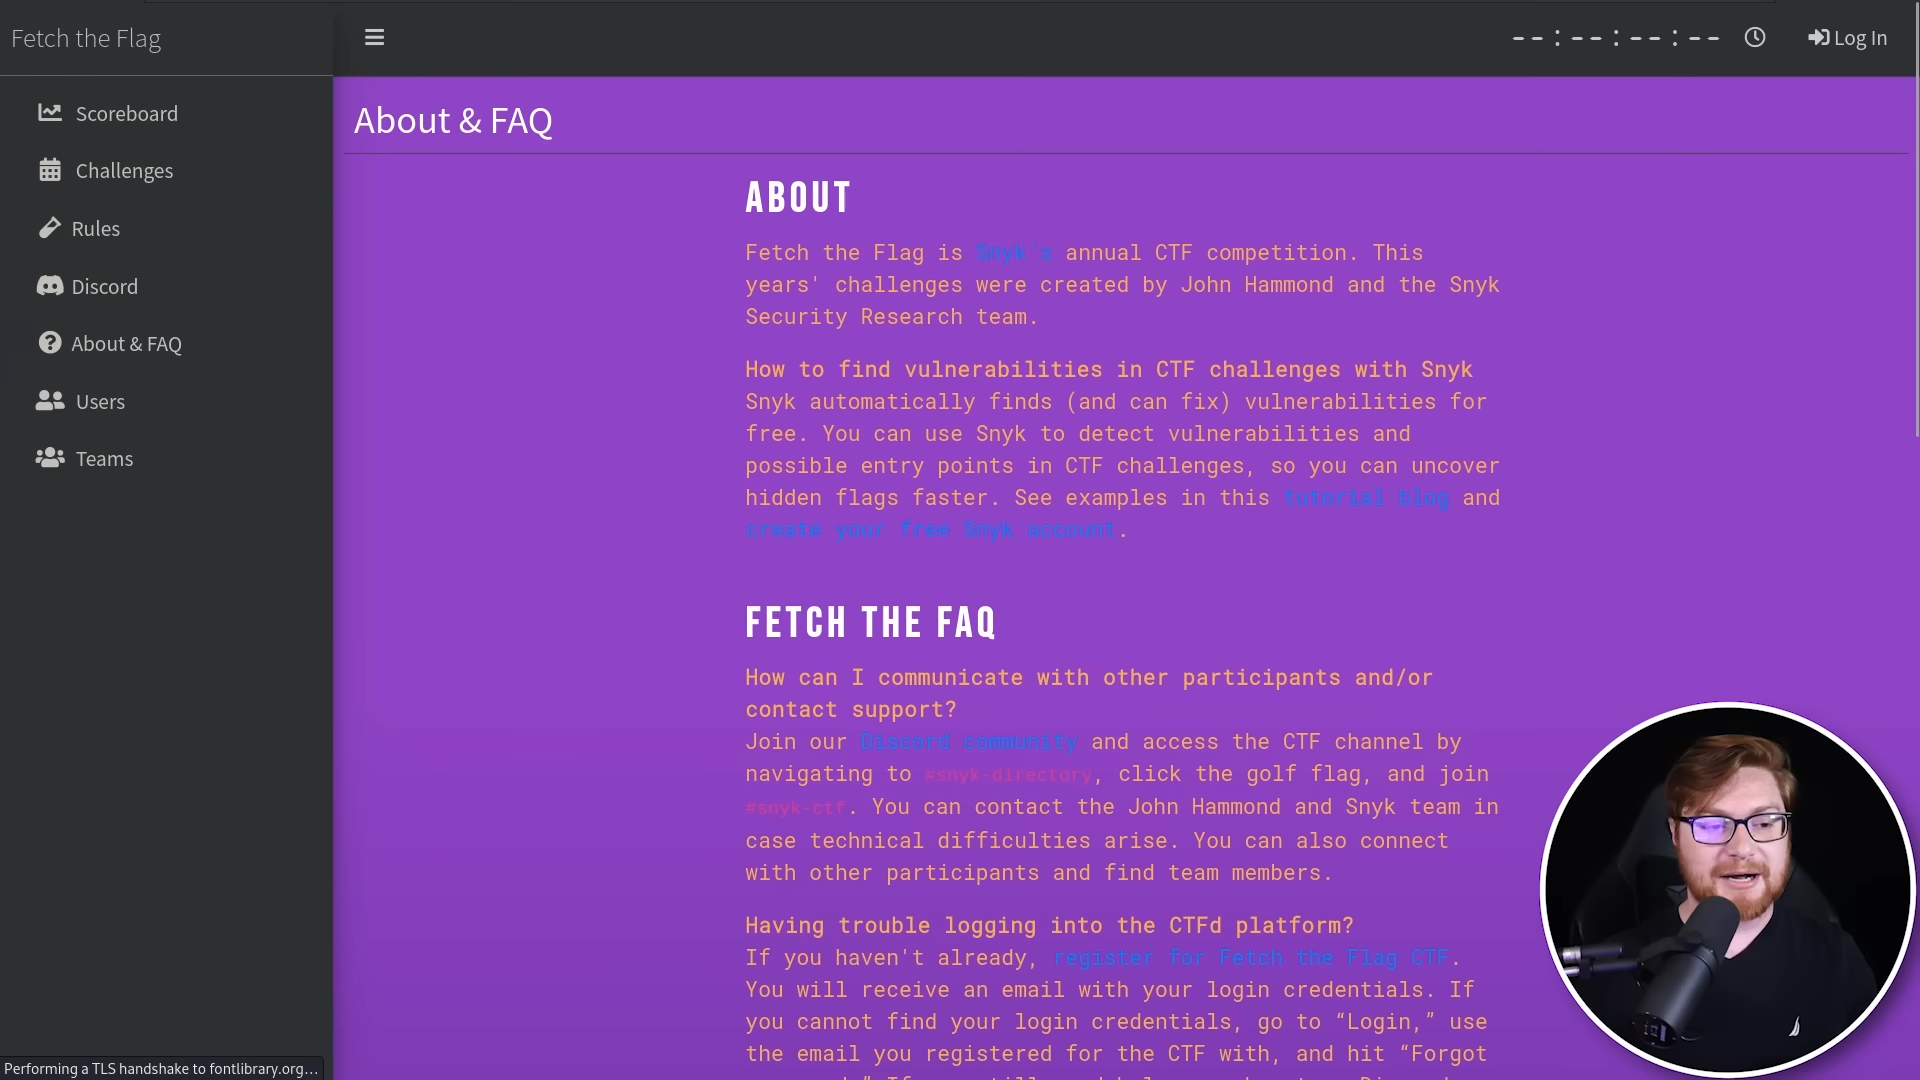 Fetch the Flag
--:--:--:--
Log In
Scoreboard
Challenges
Rules
Discord
About & FAQ
Users
Teams
About & FAQ
ABOUT
Fetch the Flag is Snyk's annual CTF competition. This
years' challenges were created by John Hammond and the Snyk
Security Research team.
How to find vulnerabilities in CTF challenges with Snyk
Snyk automatically finds (and can fix) vulnerabilities for
free. You can use Snyk to detect vulnerabilities and
possible entry points in CTF challenges, so you can uncover
hidden flags faster. See examples in this tutorial blog and
create your free Snyk account.
FETCH THE FAQ
How can I communicate with other participants and/or
contact support?
Join our Discord community and access the CTF channel by
navigating to #snyk-directory, click the golf flag, and join
#snyk-ctf. You can contact the John Hammond and Snyk team in
case technical difficulties arise. You can also connect
with other participants and find team members.
Having trouble logging into the CTFd platform?
If you haven't already, register for Fetch the Flag CTF.
You will receive an email with your login credentials. If
you cannot find your login credentials, go to “Login,” use
the email you registered for the CTF with, and hit “Forgot
Performing a TLS handshake to fontlibrary.org…